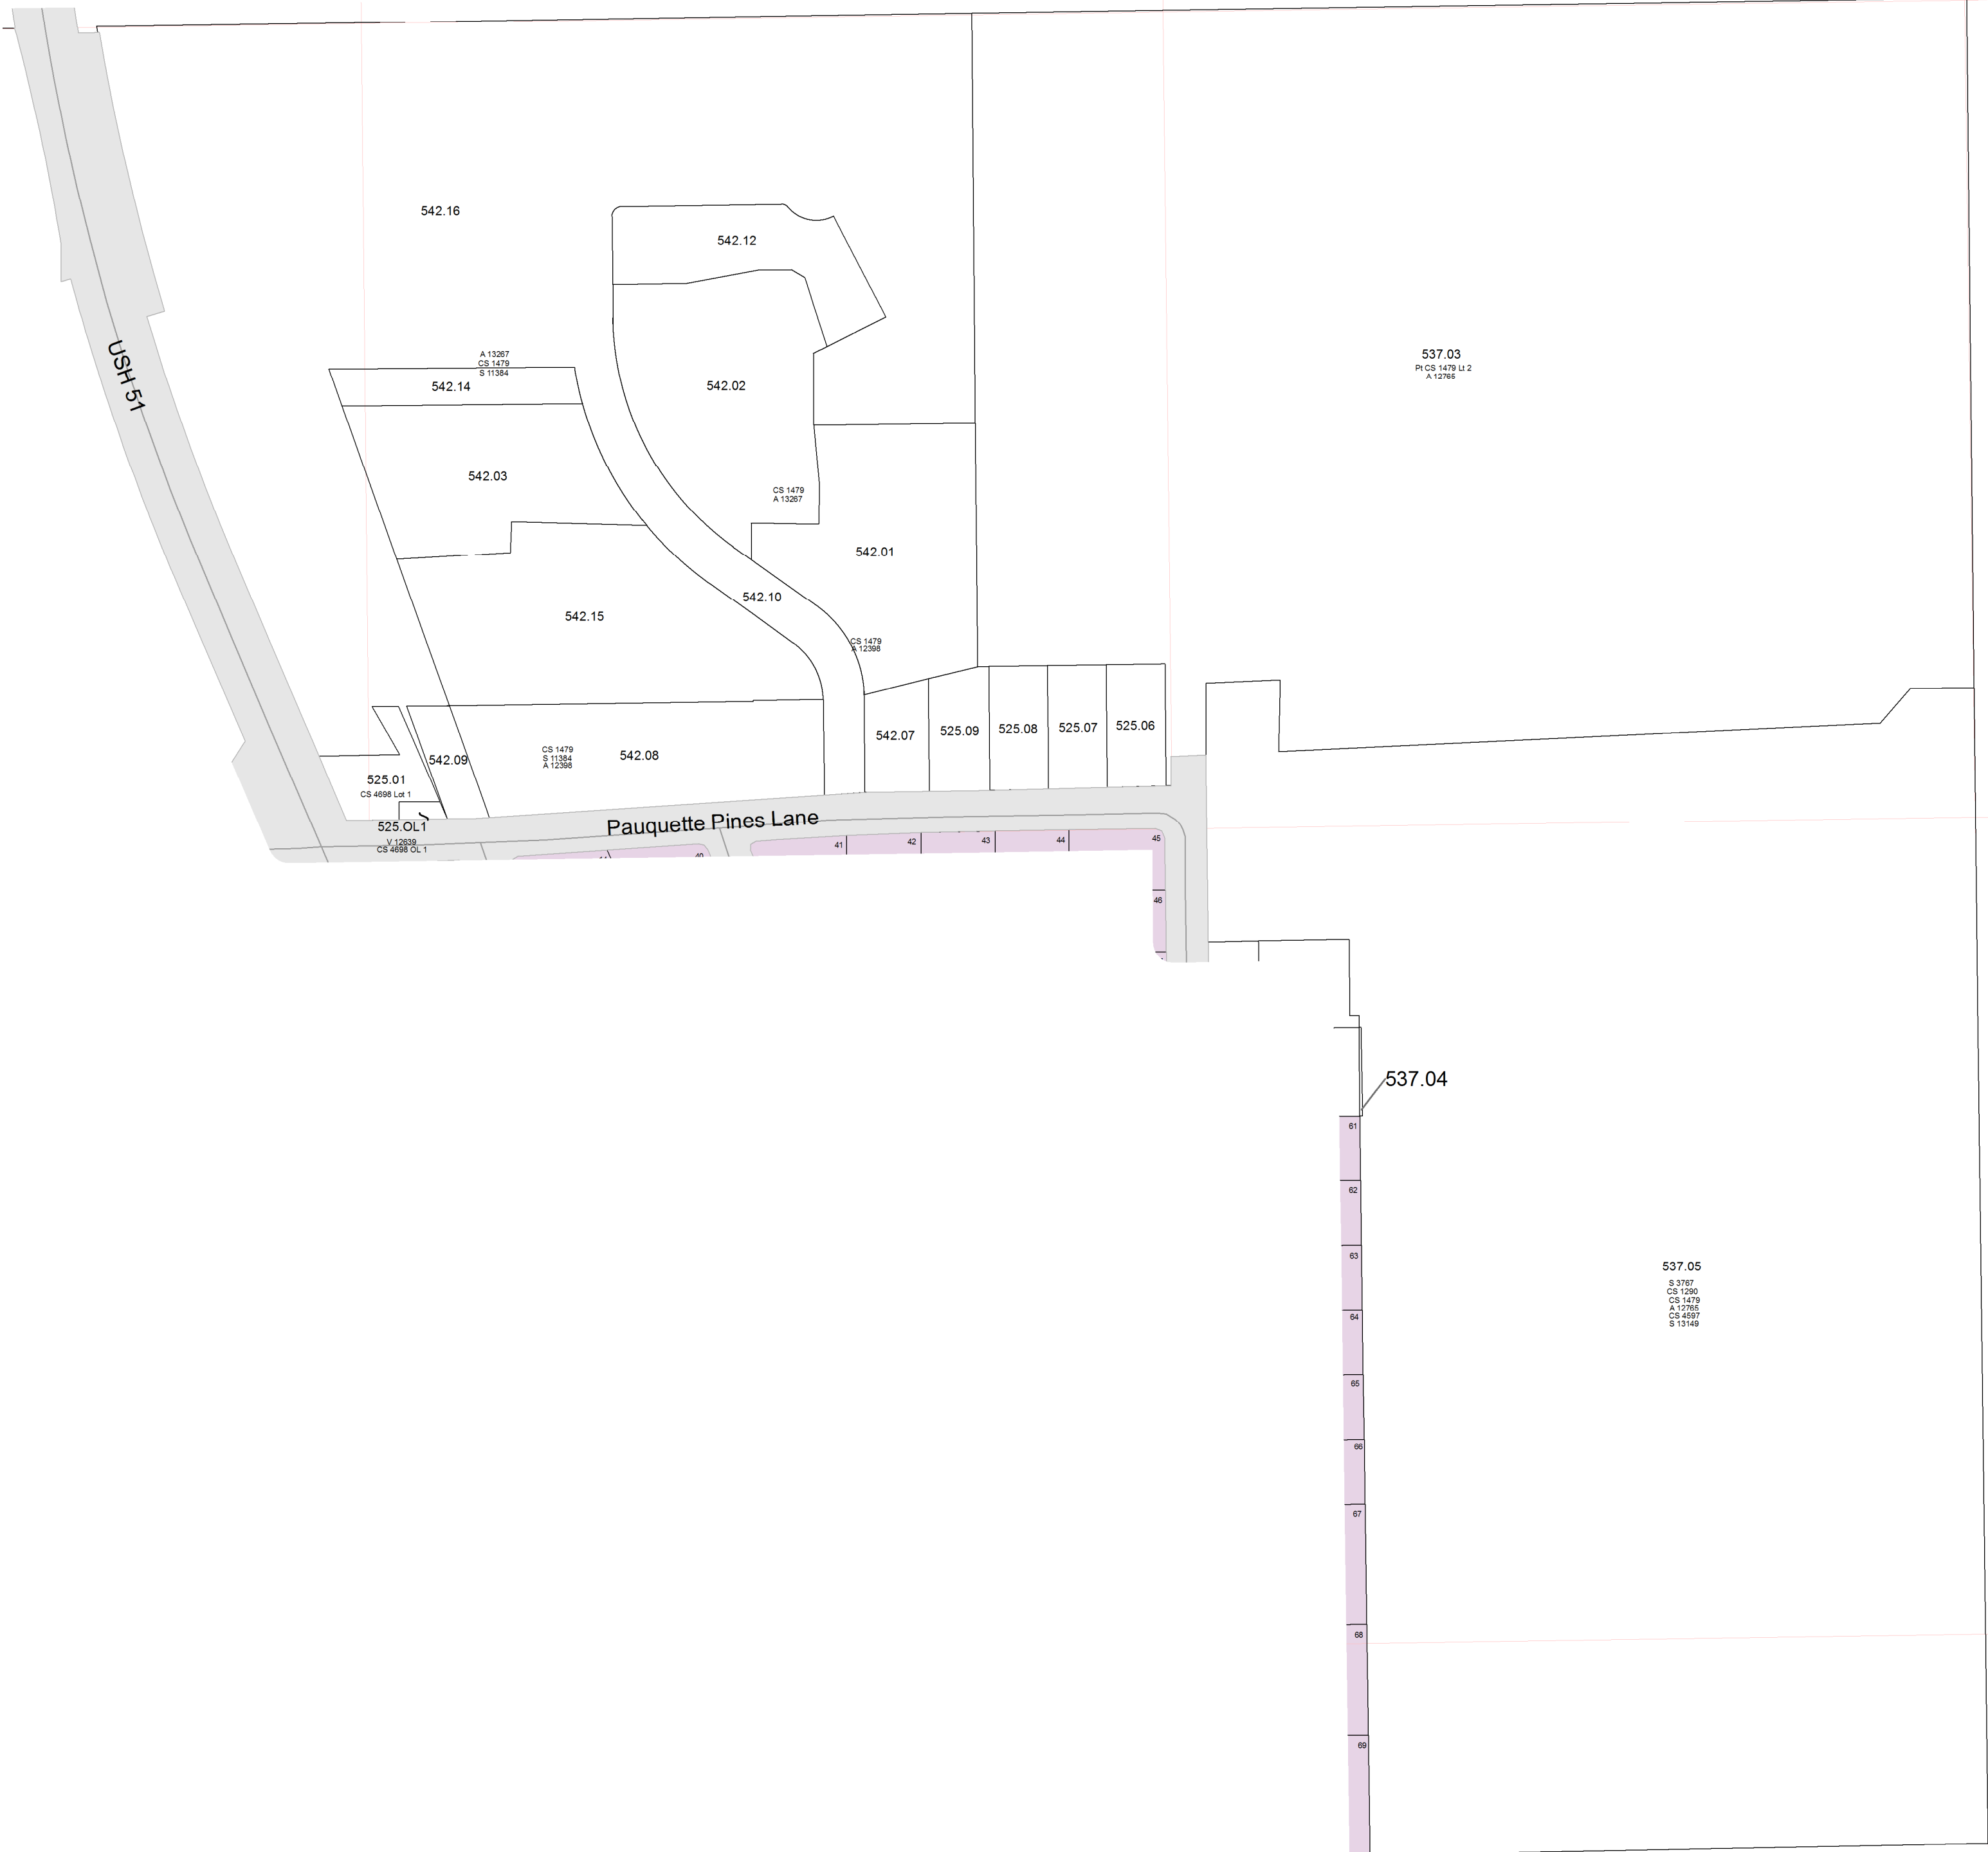 542.16
542.12
USH 51
A 13267
CS 1479
S 11384
542.14
542.02
537.03
Pt CS 1479 Lt 2
A 12765
542.03
CS 1479
A 13267
542.01
542.10
542.15
CS 1479
A 12398
542.07
525.09
525.08
525.07
525.06
542.09
CS 1479
S 11384
A 12398
542.08
525.01
CS 4698 Lot 1
525.OL1
V 12639
CS 4698 OL 1
Pauquette Pines Lane
40
41
42
43
44
45
46
537.04
61
62
63
64
65
66
67
68
69
537.05
S 3767
CS 1290
CS 1479
A 12765
CS 4597
S 13149